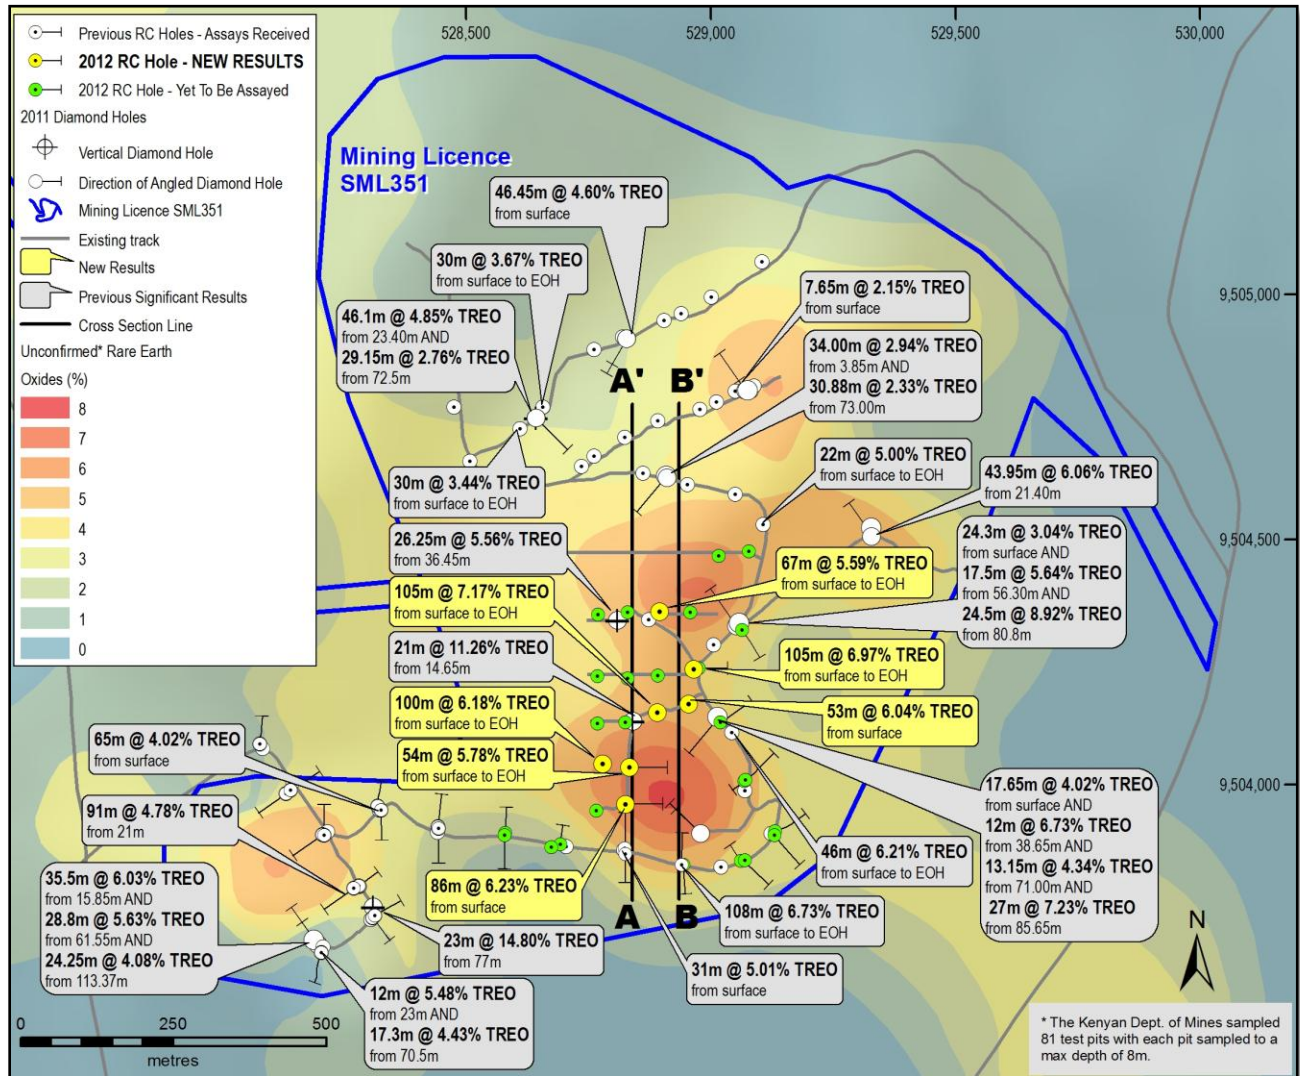 Previous RC Holes - Assays Received
2012 RC Hole - NEW RESULTS
2012 RC Hole - Yet To Be Assayed
2011 Diamond Holes
Vertical Diamond Hole
Direction of Angled Diamond Hole
Mining Licence SML351
Existing track
New Results
Previous Significant Results
Cross Section Line
Unconfirmed* Rare Earth
Oxides (%)
8
7
6
5
4
3
2
1
0
528,500
529,000
529,500
530,000
9,505,000
9,504,500
9,504,000
Mining Licence
SML351
46.45m @ 4.60% TREO
from surface
30m @ 3.67% TREO
from surface to EOH
46.1m @ 4.85% TREO
from 23.40m AND
29.15m @ 2.76% TREO
from 72.5m
7.65m @ 2.15% TREO
from surface
34.00m @ 2.94% TREO
from 3.85m AND
30.88m @ 2.33% TREO
from 73.00m
A'
B'
30m @ 3.44% TREO
from surface to EOH
22m @ 5.00% TREO
from surface to EOH
43.95m @ 6.06% TREO
from 21.40m
26.25m @ 5.56% TREO
from 36.45m
67m @ 5.59% TREO
from surface to EOH
24.3m @ 3.04% TREO
from surface AND
17.5m @ 5.64% TREO
from 56.30m AND
24.5m @ 8.92% TREO
from 80.8m
105m @ 7.17% TREO
from surface to EOH
21m @ 11.26% TREO
from 14.65m
105m @ 6.97% TREO
from surface to EOH
100m @ 6.18% TREO
from surface to EOH
53m @ 6.04% TREO
from surface
54m @ 5.78% TREO
from surface to EOH
65m @ 4.02% TREO
from surface
17.65m @ 4.02% TREO
from surface AND
12m @ 6.73% TREO
from 38.65m AND
13.15m @ 4.34% TREO
from 71.00m AND
27m @ 7.23% TREO
from 85.65m
91m @ 4.78% TREO
from 21m
46m @ 6.21% TREO
from surface to EOH
35.5m @ 6.03% TREO
from 15.85m AND
28.8m @ 5.63% TREO
from 61.55m AND
24.25m @ 4.08% TREO
from 113.37m
86m @ 6.23% TREO
from surface
A
B
108m @ 6.73% TREO
from surface to EOH
23m @ 14.80% TREO
from 77m
31m @ 5.01% TREO
from surface
12m @ 5.48% TREO
from 23m AND
17.3m @ 4.43% TREO
from 70.5m
N
0 250 500
metres
* The Kenyan Dept. of Mines sampled
81 test pits with each pit sampled to a
max depth of 8m.